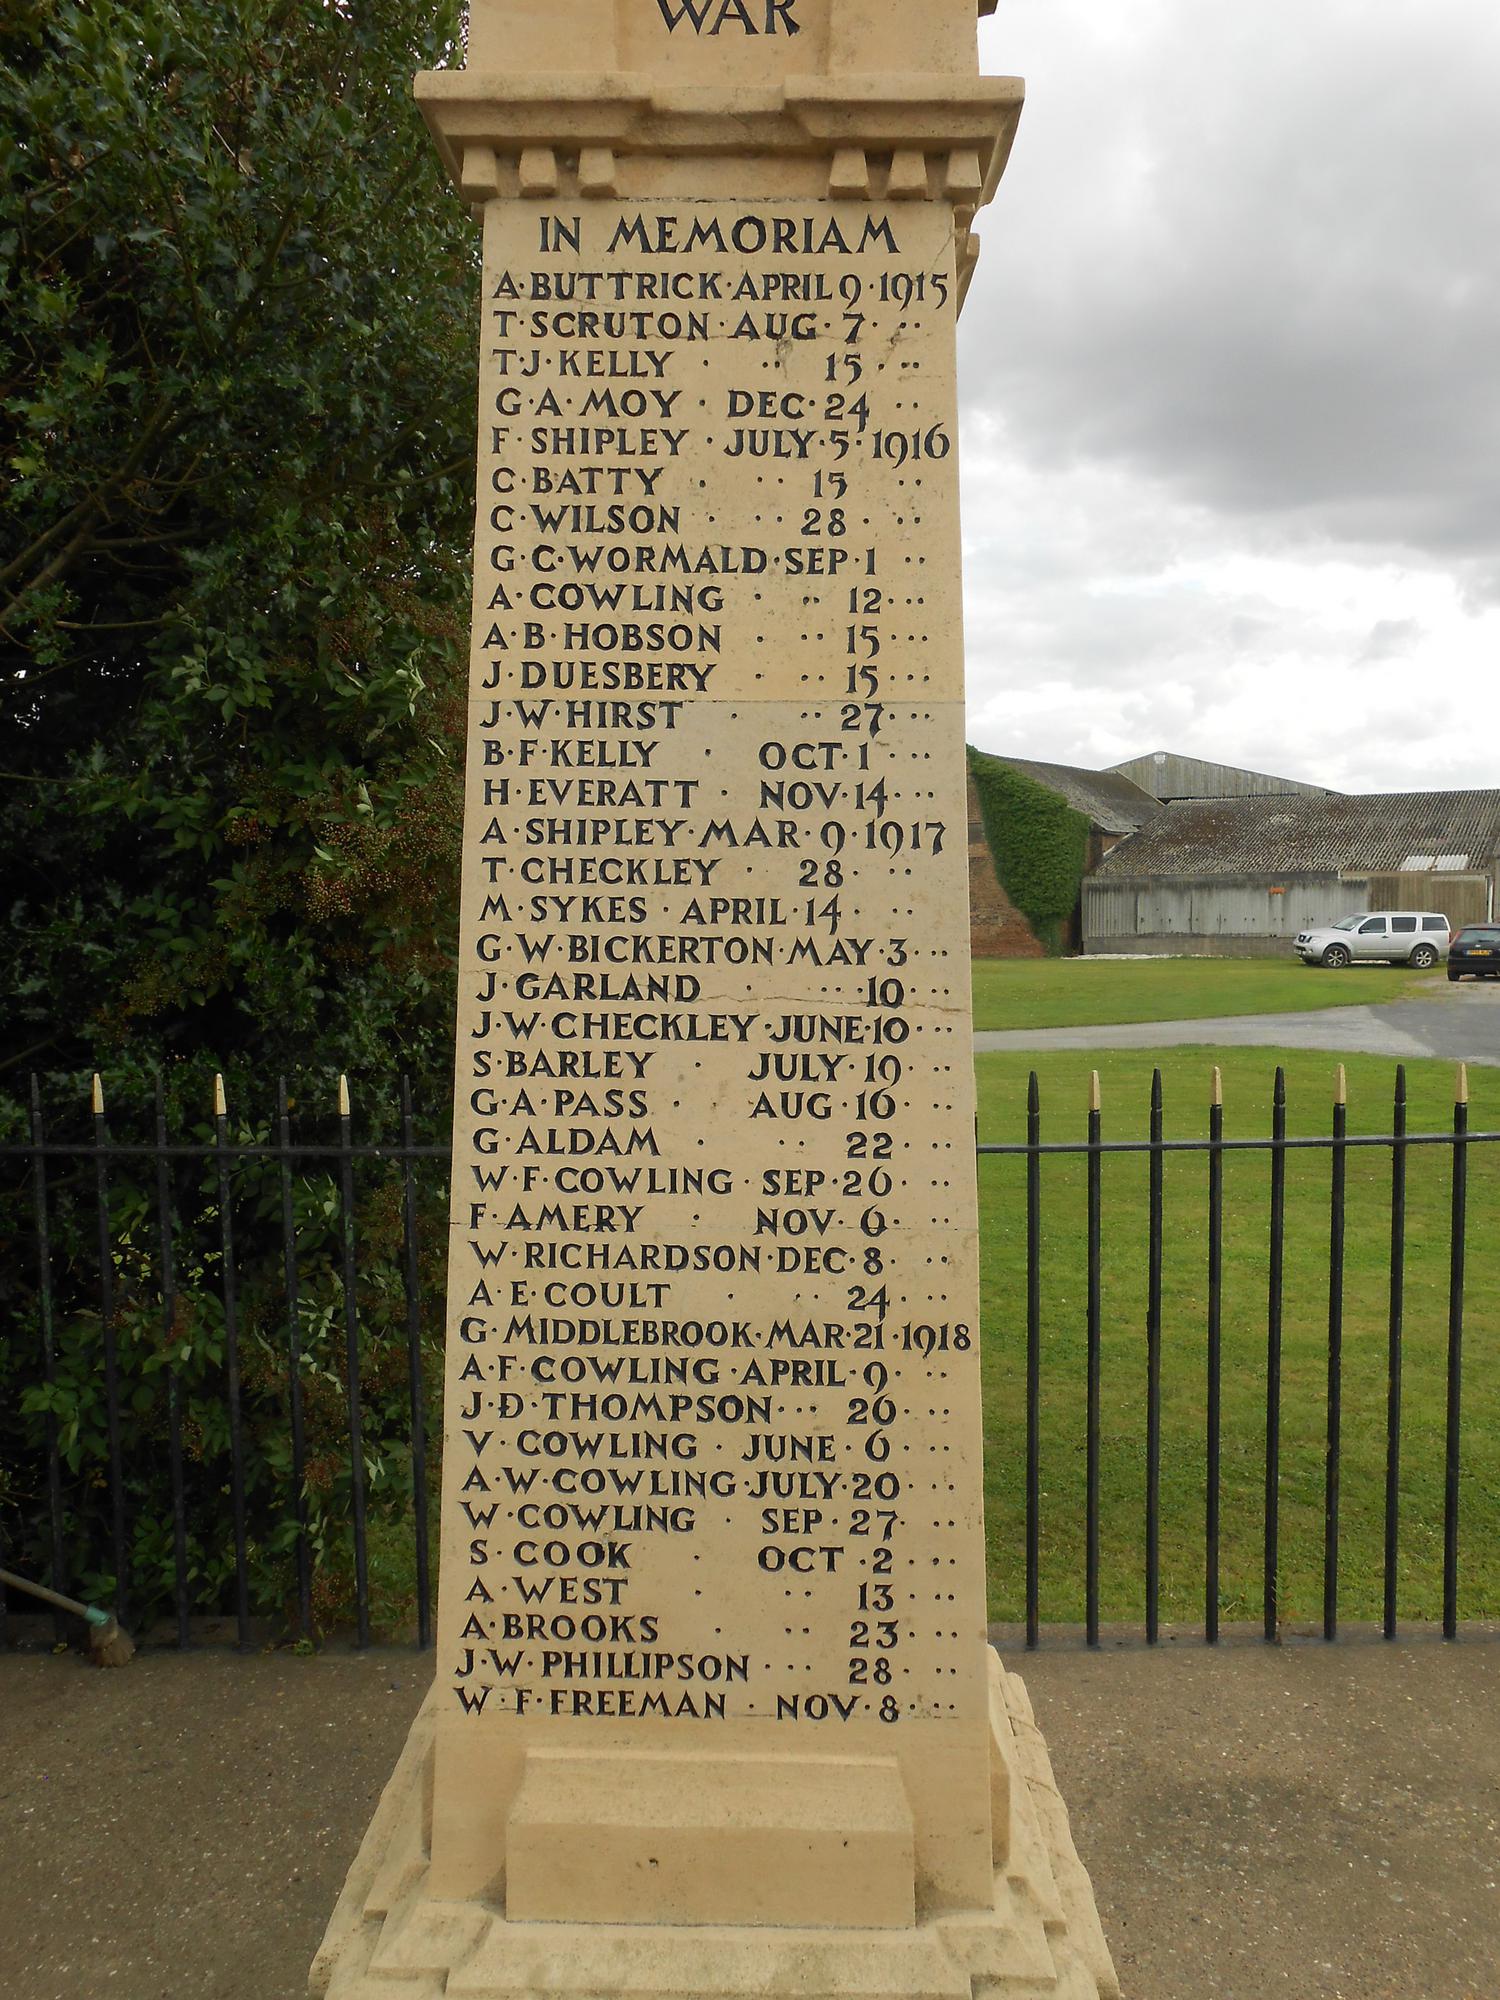 WAR
IN MEMORIAM
A·BUTTRICK·APRIL 9·1915
T·SCRUTON·AUG·7···
T·J·KELLY · ·· 15···
G·A·MOY · DEC·24 ··
F·SHIPLEY·JULY·5·1916
C·BATTY · ·· 15 ··
C·WILSON · ·· 28···
G·C·WORMALD·SEP·1 ··
A·COWLING · ·· 12···
A·B·HOBSON · ·· 15···
J·DUESBERY · ·· 15···
J·W·HIRST · ·· 27···
B·F·KELLY · OCT·1···
H·EVERATT · NOV·14···
A·SHIPLEY·MAR·9·1917
T·CHECKLEY · 28···
M·SYKES·APRIL·14···
G·W·BICKERTON·MAY·3···
J·GARLAND · ···10···
J·W·CHECKLEY·JUNE·10···
S·BARLEY · JULY·19···
G·A·PASS · AUG·16···
G·ALDAM · ·· 22···
W·F·COWLING·SEP·26···
F·AMERY · NOV·6···
W·RICHARDSON·DEC·8···
A·E·COULT · ·· 24···
G·MIDDLEBROOK·MAR·21·1918
A·F·COWLING·APRIL·9···
J·D·THOMPSON··· 26···
V·COWLING · JUNE·6···
A·W·COWLING·JULY·20···
W·COWLING · SEP·27···
S·COOK · OCT·2···
A·WEST · ·· 13···
A·BROOKS · ·· 23···
J·W·PHILLIPSON··· 28···
W·F·FREEMAN · NOV·8···